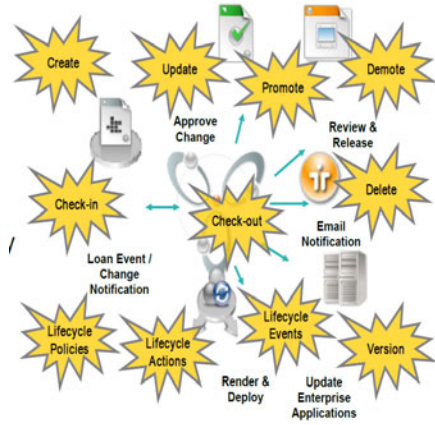 Create
Update
Promote
Demote
Approve
Change
Review &
Release
Check-in
Check-out
Delete
Email
Notification
/
Loan Event /
Change
Notification
Lifecycle
Policies
Lifecycle
Actions
Lifecycle
Events
Version
Render &
Deploy
Update
Enterprise
Applications